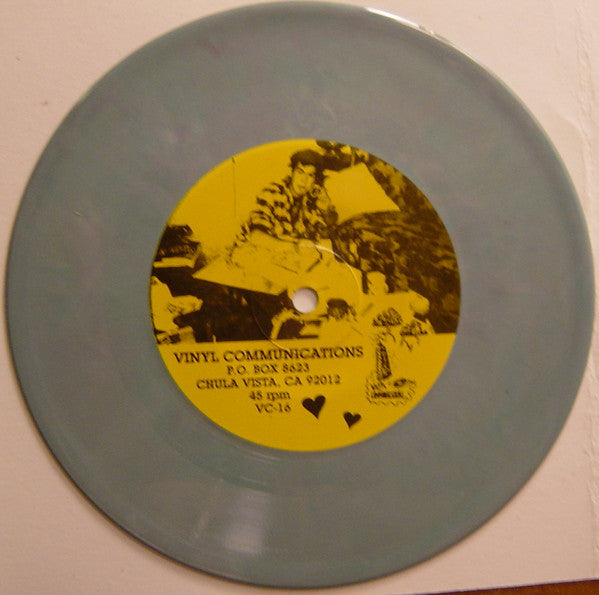 VINYL COMMUNICATIONS
P.O. BOX 8623
CHULA VISTA, CA 92012
45 rpm
VC-16